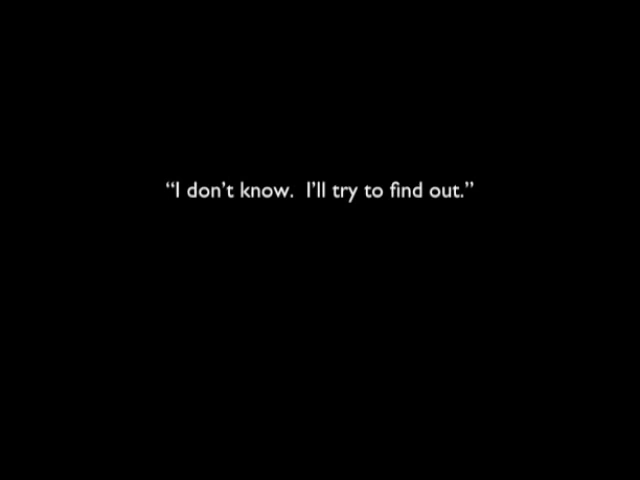 “I don’t know.  I’ll try to find out.”